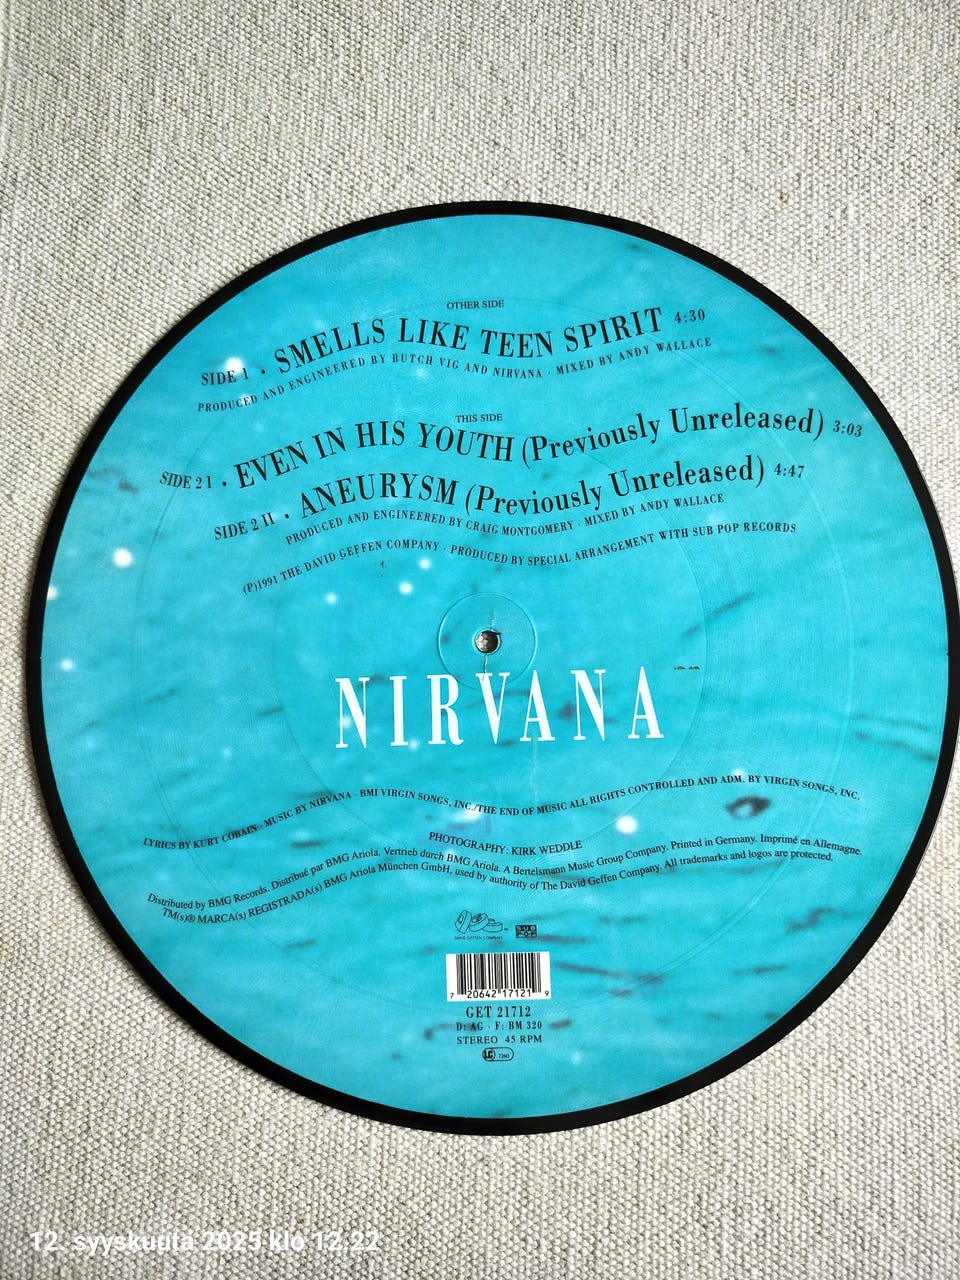 OTHER SIDE
SIDE 1 • SMELLS LIKE TEEN SPIRIT 4:30
PRODUCED AND ENGINEERED BY BUTCH VIG AND NIRVANA · MIXED BY ANDY WALLACE
THIS SIDE
SIDE 2 I • EVEN IN HIS YOUTH (Previously Unreleased) 3:03
SIDE 2 II • ANEURYSM (Previously Unreleased) 4:47
PRODUCED AND ENGINEERED BY CRAIG MONTGOMERY · MIXED BY ANDY WALLACE
(P)1991 THE DAVID GEFFEN COMPANY · PRODUCED BY SPECIAL ARRANGEMENT WITH SUB POP RECORDS
NIRVANA
LYRICS BY KURT COBAIN · MUSIC BY NIRVANA · BMI VIRGIN SONGS, INC./THE END OF MUSIC ALL RIGHTS CONTROLLED AND ADM. BY VIRGIN SONGS, INC.
PHOTOGRAPHY: KIRK WEDDLE
Distributed by BMG Records. Distribué par BMG Ariola. Vertrieb durch BMG Ariola. A Bertelsmann Music Group Company. Printed in Germany. Imprimé en Allemagne.
TM(s)® MARCA(s) REGISTRADA(s) BMG Ariola München GmbH, used by authority of The David Geffen Company. All trademarks and logos are protected.
DAVID GEFFEN COMPANY ™ SUB POP
7 20642 17121 9
GET 21712
D: AG · F: BM 320
STEREO 45 RPM
LC
12. syyskuuta 2025 klo 12.22